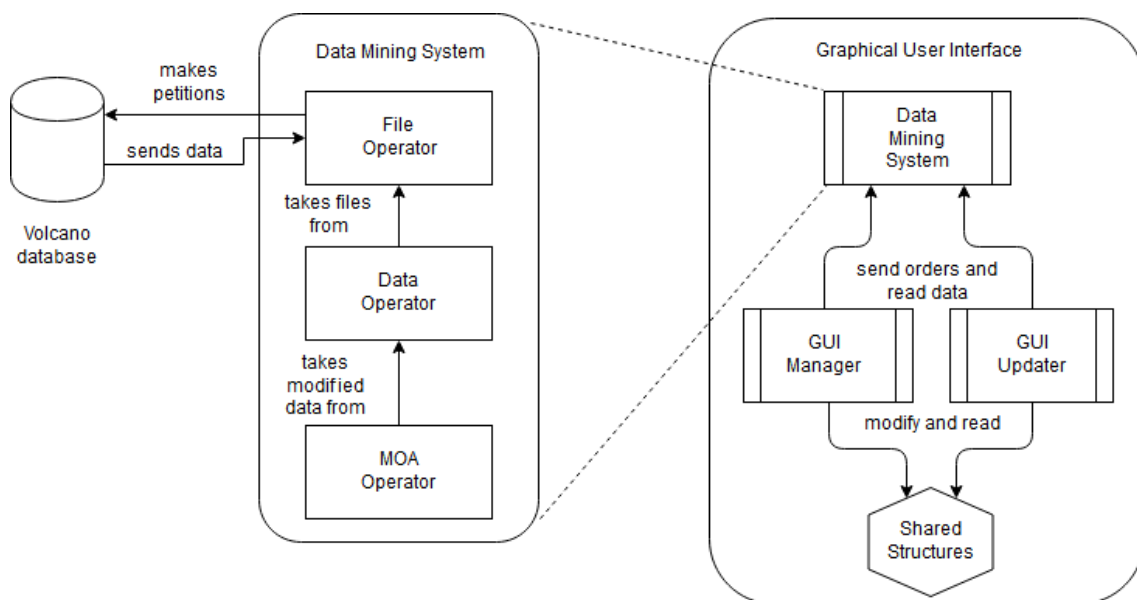 Data Mining System
Graphical User Interface
makes
petitions
File
Operator
sends data
Volcano
database
takes files
from
Data
Operator
takes
modified
data from
MOA
Operator
Data
Mining
System
send orders and
read data
GUI
Manager
GUI
Updater
modify and read
Shared
Structures